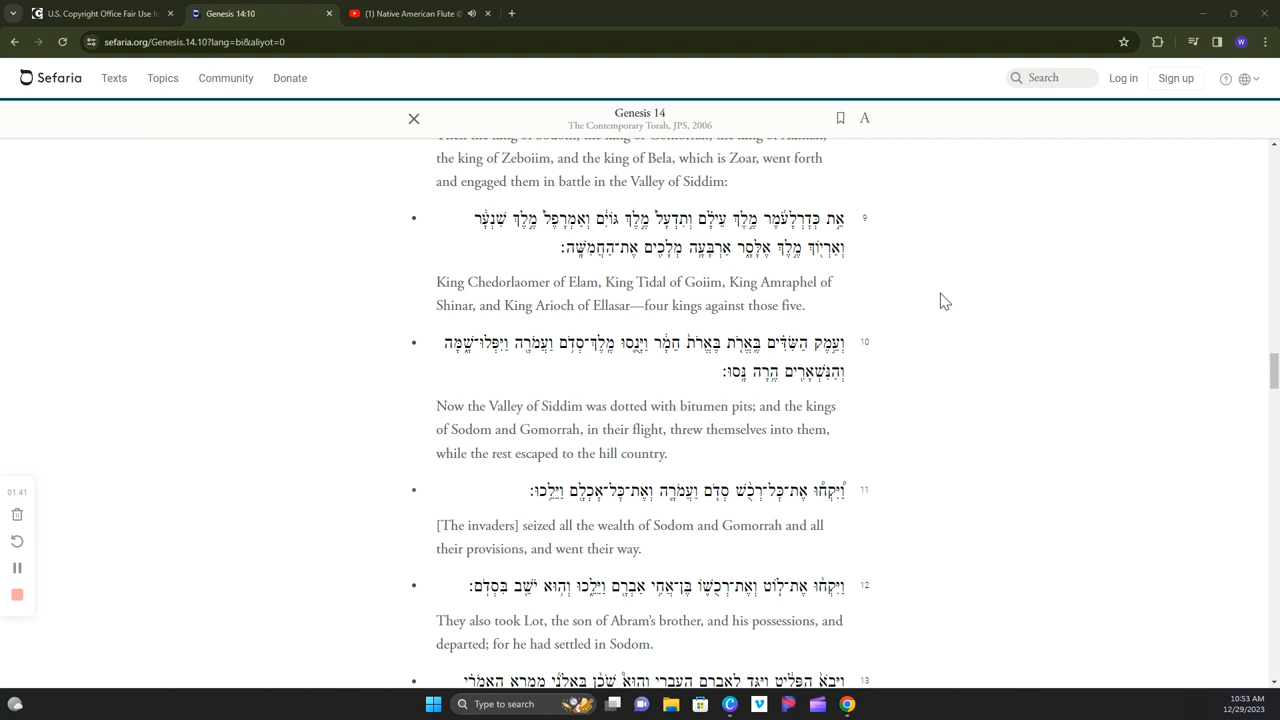 U.S. Copyright Office Fair Use In
Genesis 14:10
(1) Native American Flute
sefaria.org/Genesis.14.10?lang=bi&aliyot=0
W
Sefaria
Texts
Topics
Community
Donate
Search
Log in
Sign up
Genesis 14
The Contemporary Torah, JPS, 2006
A
the king of Zeboiim, and the king of Bela, which is Zoar, went forth
and engaged them in battle in the Valley of Siddim:
אֵ֣ת כְּדׇרְלָעֹ֜מֶר מֶ֣לֶךְ עֵילָ֗ם וְתִדְעָל֙ מֶ֣לֶךְ גּוֹיִ֔ם וְאַמְרָפֶל֙ מֶ֣לֶךְ שִׁנְעָ֔ר 9
וְאַרְי֖וֹךְ מֶ֣לֶךְ אֶלָּסָ֑ר אַרְבָּעָ֥ה מְלָכִ֖ים אֶת־הַחֲמִשָּֽׁה׃
King Chedorlaomer of Elam, King Tidal of Goiim, King Amraphel of
Shinar, and King Arioch of Ellasar—four kings against those five.
וְעֵ֣מֶק הַשִּׂדִּ֗ים בֶּֽאֱרֹ֤ת בֶּאֱרֹת֙ חֵמָ֔ר וַיָּנֻ֛סוּ מֶֽלֶךְ־סְדֹ֥ם וַעֲמֹרָ֖ה וַיִּפְּלוּ־שָׁ֑מָּה 10
וְהַנִּשְׁאָרִ֖ים הֶ֥רָה נָּֽסוּ׃
Now the Valley of Siddim was dotted with bitumen pits; and the kings
of Sodom and Gomorrah, in their flight, threw themselves into them,
while the rest escaped to the hill country.
וַ֠יִּקְח֠וּ אֶת־כׇּל־רְכֻ֨שׁ סְדֹ֧ם וַעֲמֹרָ֛ה וְאֶת־כׇּל־אׇכְלָ֖ם וַיֵּלֵֽכוּ׃ 11
[The invaders] seized all the wealth of Sodom and Gomorrah and all
their provisions, and went their way.
וַיִּקְח֨וּ אֶת־ל֧וֹט וְאֶת־רְכֻשׁ֛וֹ בֶּן־אֲחִ֥י אַבְרָ֖ם וַיֵּלֵ֑כוּ וְה֥וּא יֹשֵׁ֖ב בִּסְדֹֽם׃ 12
They also took Lot, the son of Abram's brother, and his possessions, and
departed; for he had settled in Sodom.
וַיָּבֹא֙ הַפָּלִ֔יט וַיַּגֵּ֖ד לְאַבְרָ֣ם הָעִבְרִ֑י וְהוּא֩ שֹׁכֵ֨ן בְּאֵֽלֹנֵ֜י מַמְרֵ֣א הָאֱמֹרִ֗י 13
01:41
Type to search
10:53 AM
12/29/2023